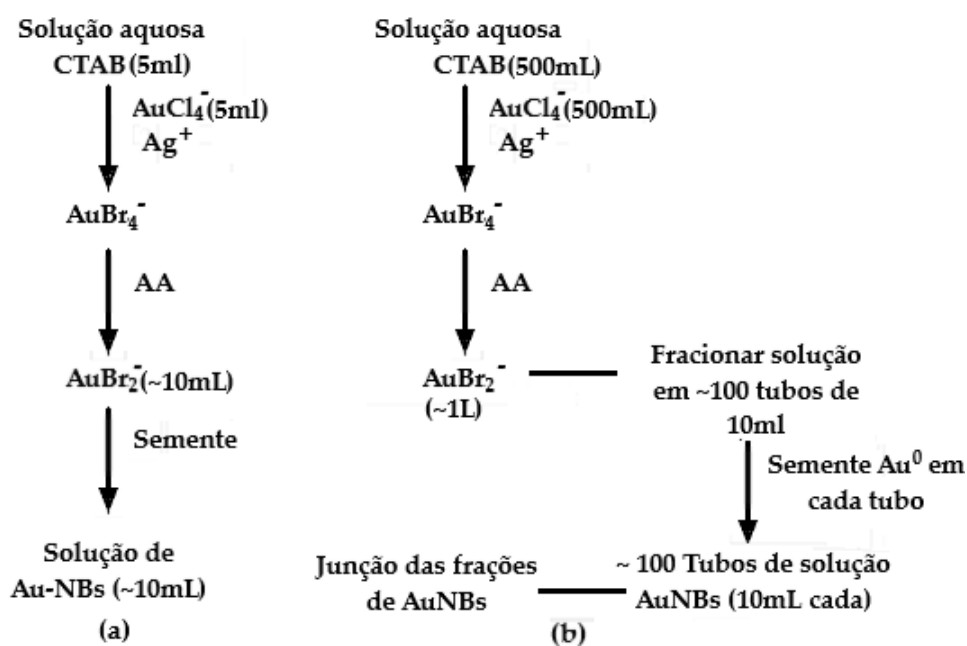 Solução aquosa
CTAB (5ml)
AuCl₄⁻(5ml)
Ag⁺
AuBr₄⁻
AA
AuBr₂⁻(~10mL)
Semente
Solução de
Au-NBs (~10mL)
(a)
Solução aquosa
CTAB(500mL)
AuCl₄⁻(500mL)
Ag⁺
AuBr₄⁻
AA
AuBr₂⁻
(~1L)
Fracionar solução
em ~100 tubos de
10ml
Semente Au⁰ em
cada tubo
~ 100 Tubos de solução
AuNBs (10mL cada)
Junção das frações
de AuNBs
(b)